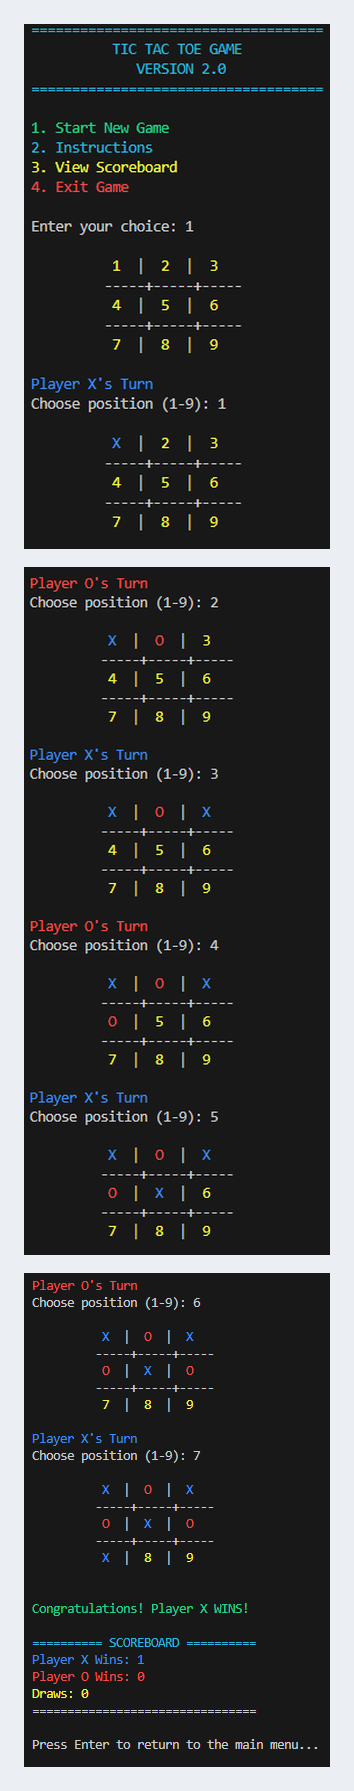 ====================================
TIC TAC TOE GAME
VERSION 2.0
====================================
1. Start New Game
2. Instructions
3. View Scoreboard
4. Exit Game
Enter your choice: 1
1 | 2 | 3
-----+-----+-----
4 | 5 | 6
-----+-----+-----
7 | 8 | 9
Player X's Turn
Choose position (1-9): 1
X | 2 | 3
-----+-----+-----
4 | 5 | 6
-----+-----+-----
7 | 8 | 9
Player O's Turn
Choose position (1-9): 2
X | O | 3
-----+-----+-----
4 | 5 | 6
-----+-----+-----
7 | 8 | 9
Player X's Turn
Choose position (1-9): 3
X | O | X
-----+-----+-----
4 | 5 | 6
-----+-----+-----
7 | 8 | 9
Player O's Turn
Choose position (1-9): 4
X | O | X
-----+-----+-----
O | 5 | 6
-----+-----+-----
7 | 8 | 9
Player X's Turn
Choose position (1-9): 5
X | O | X
-----+-----+-----
O | X | 6
-----+-----+-----
7 | 8 | 9
Player O's Turn
Choose position (1-9): 6
X | O | X
-----+-----+-----
O | X | O
-----+-----+-----
7 | 8 | 9
Player X's Turn
Choose position (1-9): 7
X | O | X
-----+-----+-----
O | X | O
-----+-----+-----
X | 8 | 9
Congratulations! Player X WINS!
========== SCOREBOARD ==========
Player X Wins: 1
Player O Wins: 0
Draws: 0
================================
Press Enter to return to the main menu...